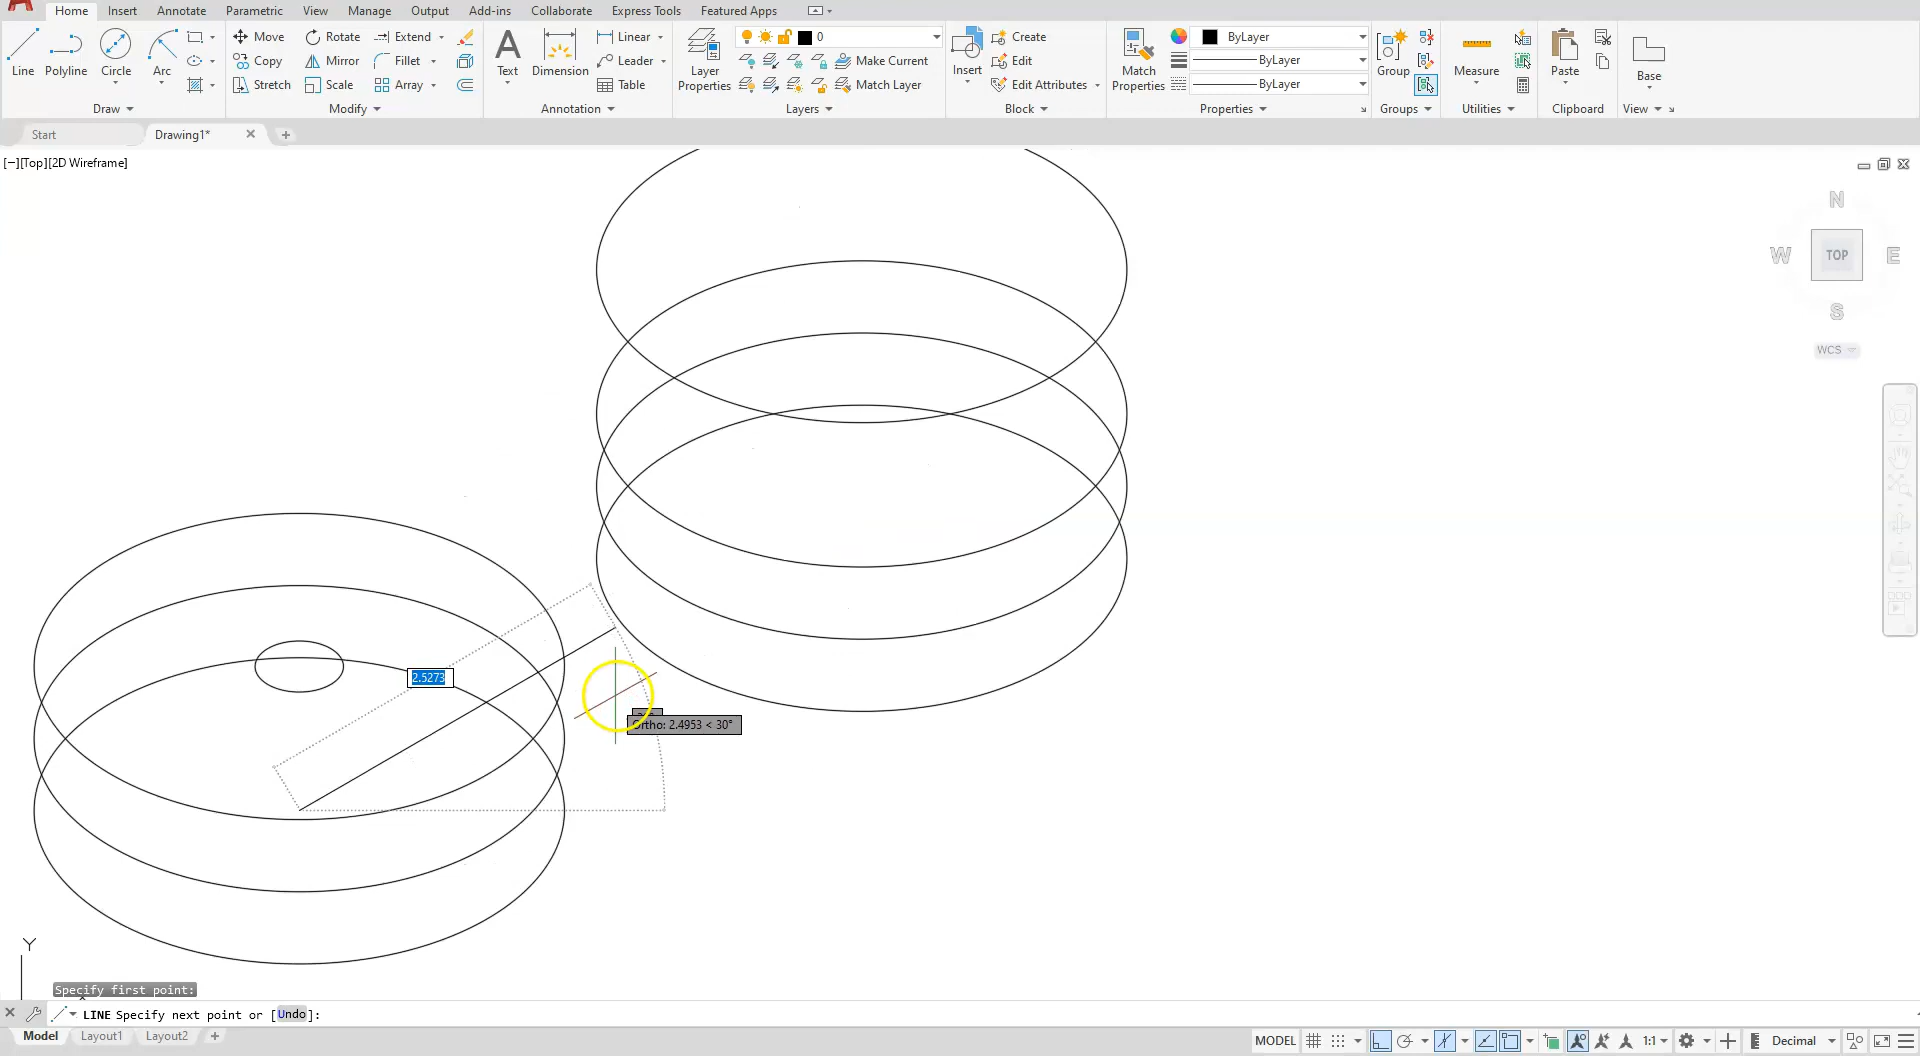 Home Insert Annotate Parametric View Manage Output Add-ins Collaborate Express Tools Featured Apps
Line Polyline Circle Arc
Move Rotate Extend
Copy Mirror Fillet
Stretch Scale Array
Text Dimension
Linear
Leader
Table
Layer
Properties
0
Make Current
Match Layer
Insert
Create
Edit
Edit Attributes
Match
Properties
ByLayer
ByLayer
ByLayer
Group
Measure
Paste
Base
Draw Modify Annotation Layers Block Properties Groups Utilities Clipboard View
Start Drawing1*
[−][Top][2D Wireframe]
N
W TOP E
S
WCS
2.5273
Ortho: 2.4953 < 30°
Y
Specify first point:
LINE Specify next point or [Undo]:
Model Layout1 Layout2
MODEL 1:1 Decimal